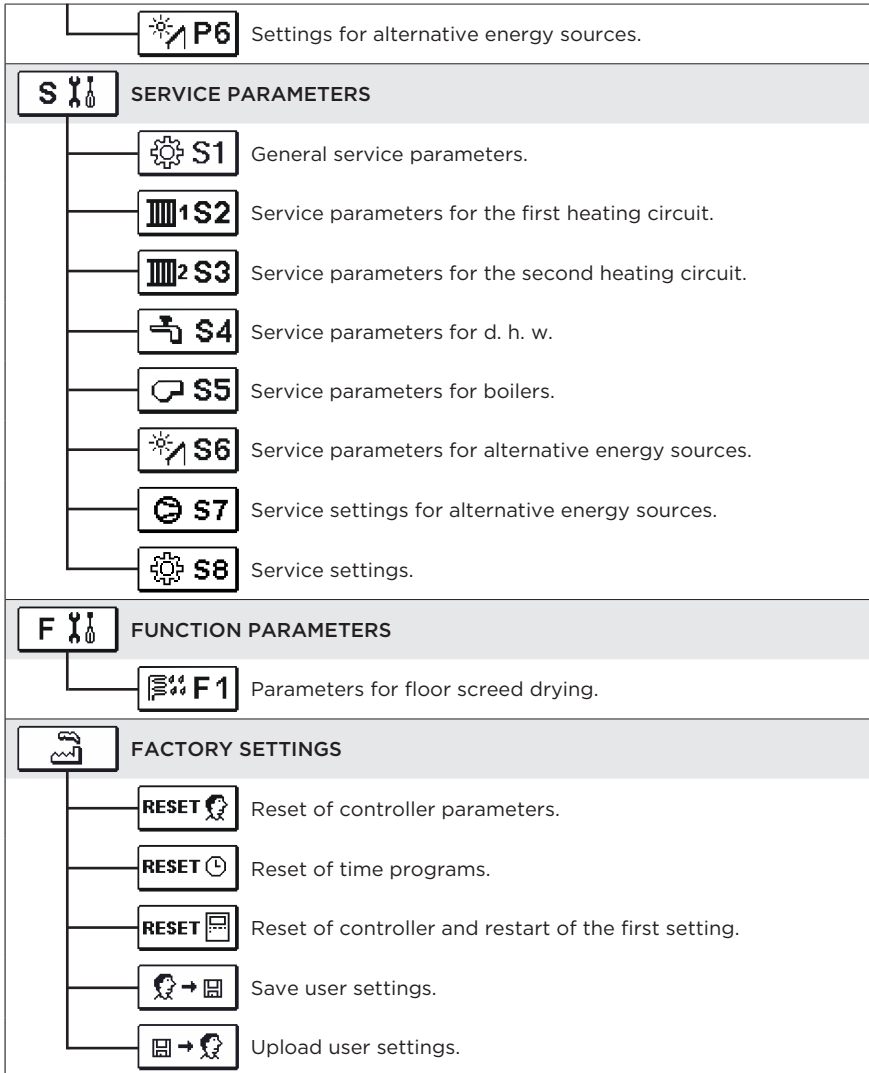 P6 Settings for alternative energy sources.
S SERVICE PARAMETERS
S1 General service parameters.
1 S2 Service parameters for the first heating circuit.
2 S3 Service parameters for the second heating circuit.
S4 Service parameters for d. h. w.
S5 Service parameters for boilers.
S6 Service parameters for alternative energy sources.
S7 Service settings for alternative energy sources.
S8 Service settings.
F FUNCTION PARAMETERS
F1 Parameters for floor screed drying.
FACTORY SETTINGS
RESET Reset of controller parameters.
RESET Reset of time programs.
RESET Reset of controller and restart of the first setting.
Save user settings.
Upload user settings.